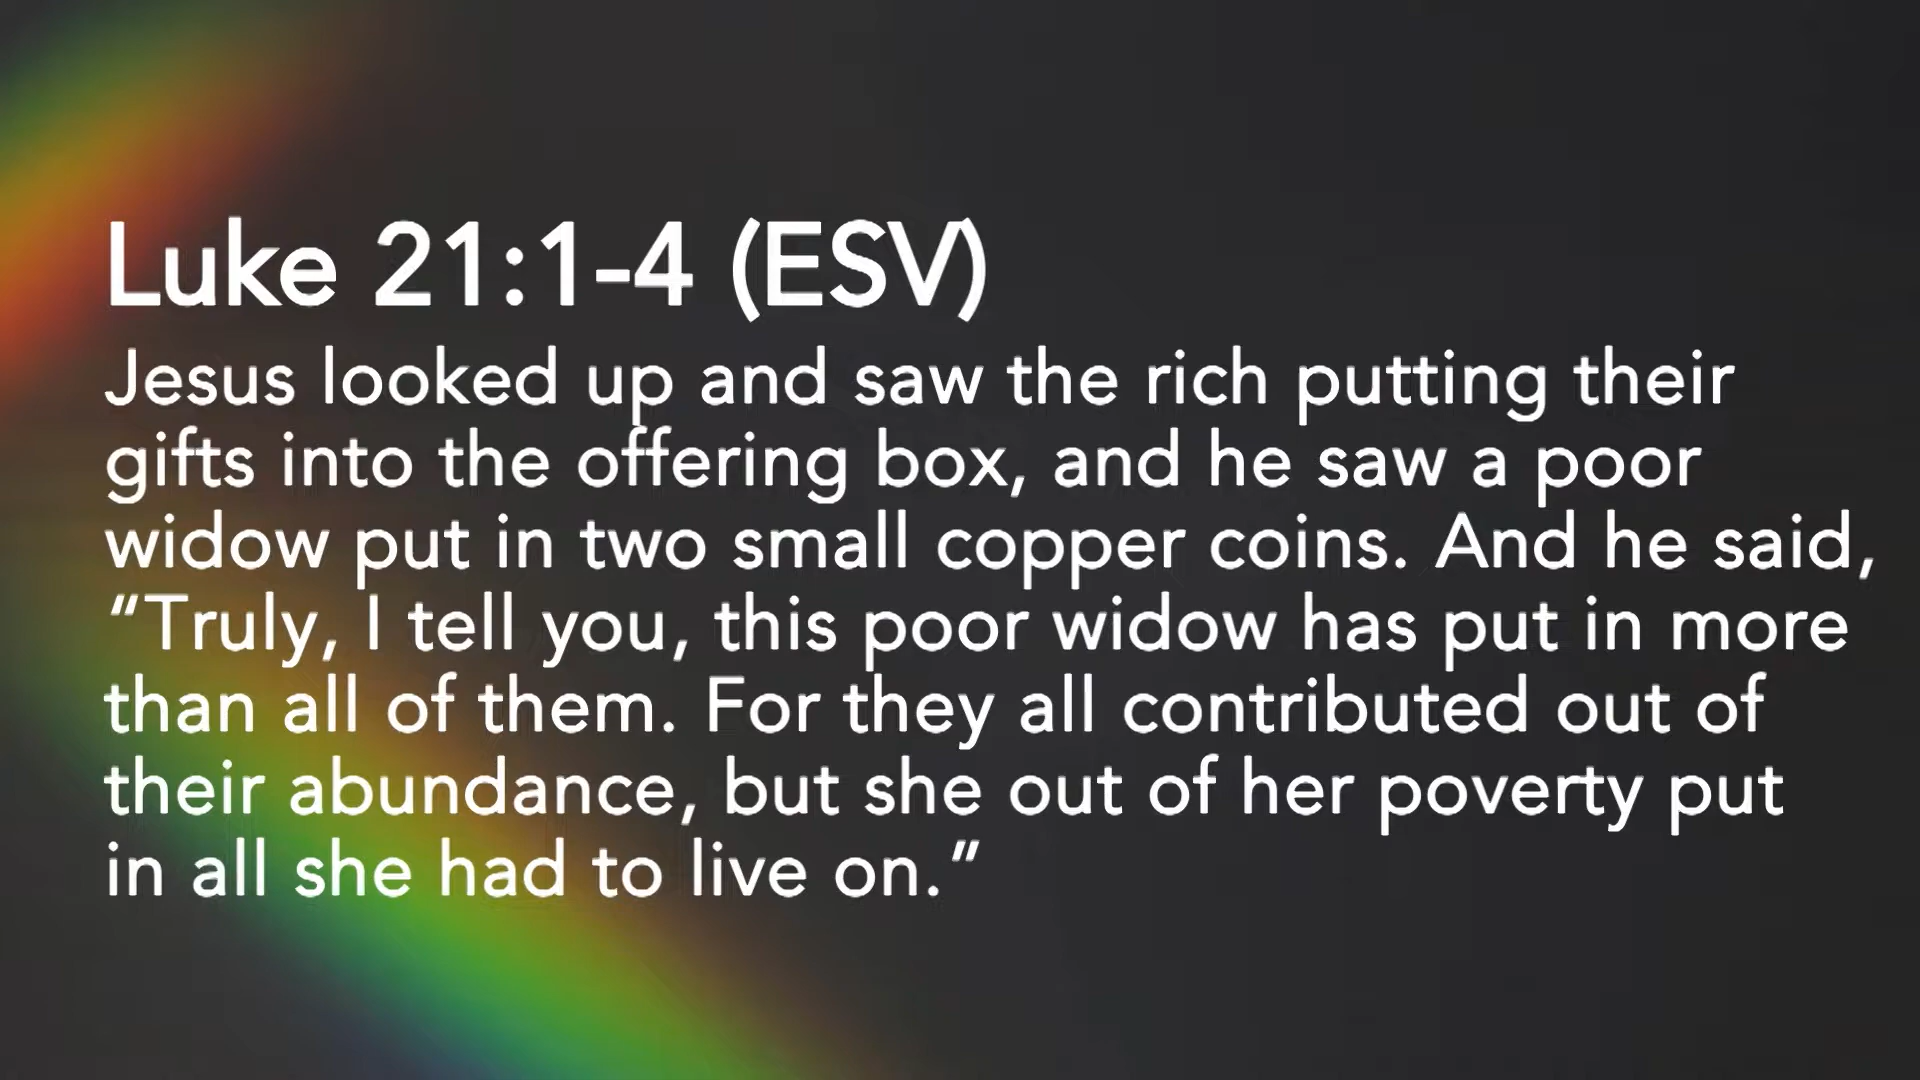 Luke 21:1-4 (ESV)
Jesus looked up and saw the rich putting their
gifts into the offering box, and he saw a poor
widow put in two small copper coins. And he said,
“Truly, I tell you, this poor widow has put in more
than all of them. For they all contributed out of
their abundance, but she out of her poverty put
in all she had to live on.”